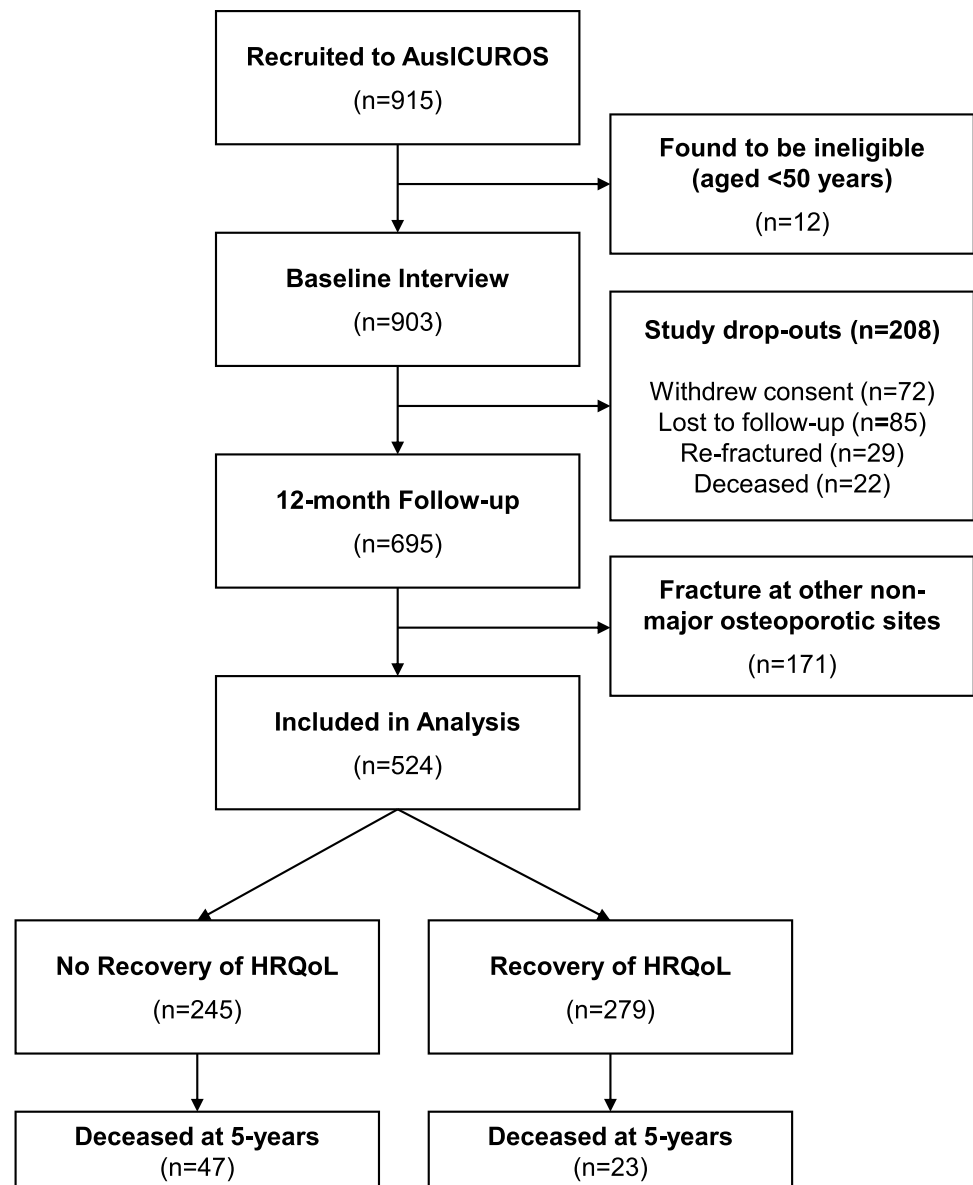 Recruited to AusICUROS
(n=915)
Found to be ineligible
(aged <50 years)
(n=12)
Baseline Interview
(n=903)
Study drop-outs (n=208)
Withdrew consent (n=72)
Lost to follow-up (n=85)
Re-fractured (n=29)
Deceased (n=22)
12-month Follow-up
(n=695)
Fracture at other non-
major osteoporotic sites
(n=171)
Included in Analysis
(n=524)
No Recovery of HRQoL
(n=245)
Recovery of HRQoL
(n=279)
Deceased at 5-years
(n=47)
Deceased at 5-years
(n=23)